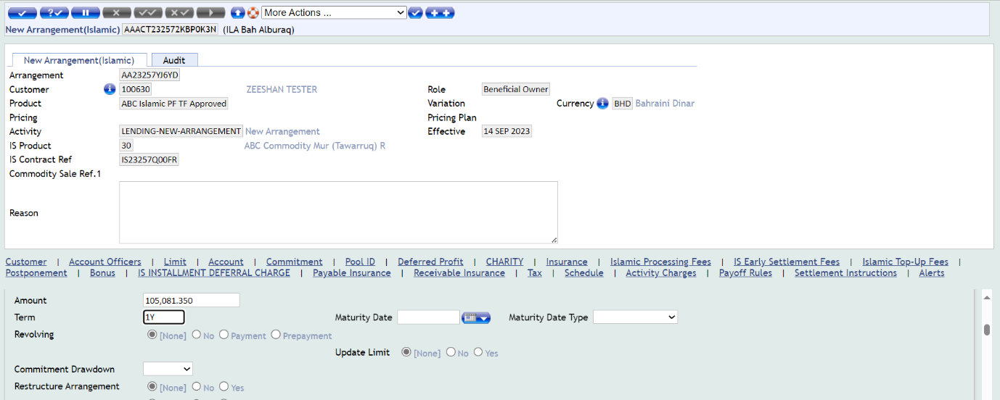 More Actions ...
New Arrangement(Islamic) AAACT232572KBP0K3N (ILA Bah Alburaq)
New Arrangement(Islamic) Audit
Arrangement AA23257YJ6YD
Customer 100630 ZEESHAN TESTER Role Beneficial Owner
Product ABC Islamic PF TF Approved Variation Currency BHD Bahraini Dinar
Pricing Pricing Plan
Activity LENDING-NEW-ARRANGEMENT New Arrangement Effective 14 SEP 2023
IS Product 30 ABC Commodity Mur (Tawarruq) R
IS Contract Ref IS23257Q00FR
Commodity Sale Ref.1
Reason
Customer | Account Officers | Limit | Account | Commitment | Pool ID | Deferred Profit | CHARITY | Insurance | Islamic Processing Fees | IS Early Settlement Fees | Islamic Top-Up Fees |
Postponement | Bonus | IS INSTALLMENT DEFERRAL CHARGE | Payable Insurance | Receivable Insurance | Tax | Schedule | Activity Charges | Payoff Rules | Settlement Instructions | Alerts
Amount 105,081.350
Term 1Y Maturity Date Maturity Date Type
Revolving [None] No Payment Prepayment
Update Limit [None] No Yes
Commitment Drawdown
Restructure Arrangement [None] No Yes